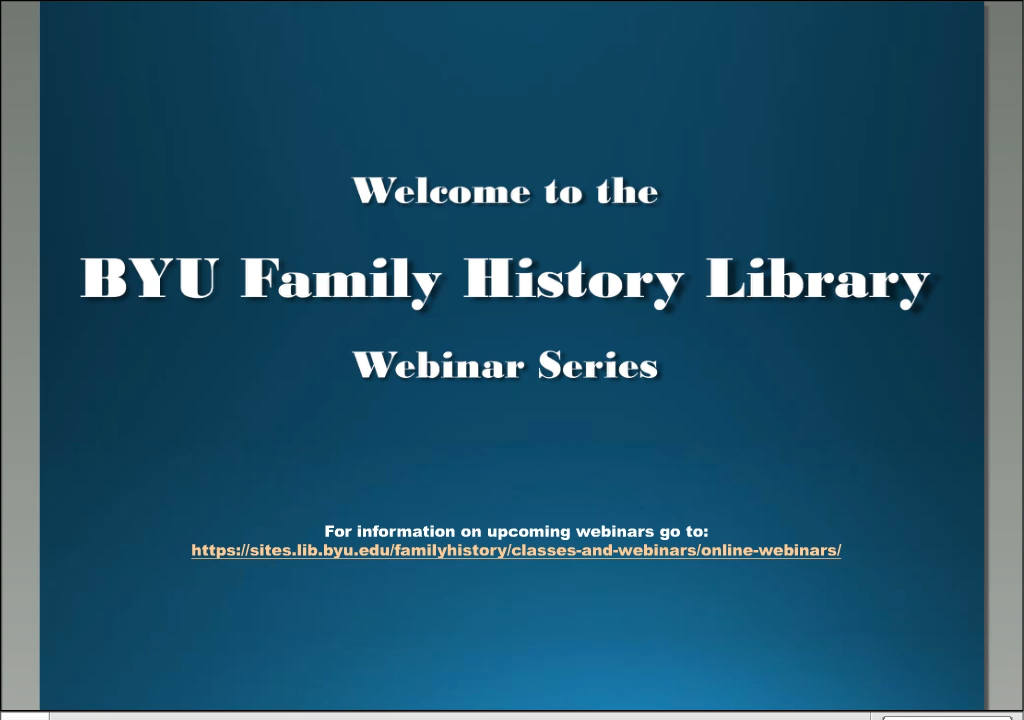 Welcome to the
BYU Family History Library
Webinar Series
For information on upcoming webinars go to:
https://sites.lib.byu.edu/familyhistory/classes-and-webinars/online-webinars/